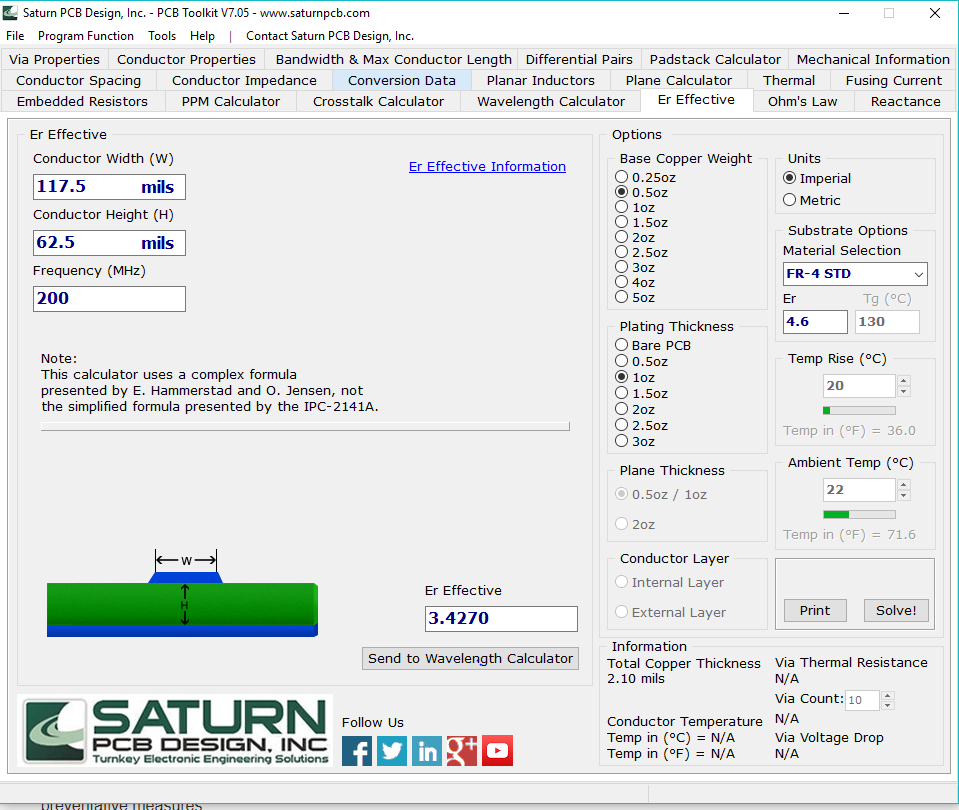 Saturn PCB Design, Inc. - PCB Toolkit V7.05 - www.saturnpcb.com
File Program Function Tools Help | Contact Saturn PCB Design, Inc.
Via Properties Conductor Properties Bandwidth & Max Conductor Length Differential Pairs Padstack Calculator Mechanical Information
Conductor Spacing Conductor Impedance Conversion Data Planar Inductors Plane Calculator Thermal Fusing Current
Embedded Resistors PPM Calculator Crosstalk Calculator Wavelength Calculator Er Effective Ohm's Law Reactance
Er Effective
Conductor Width (W)
117.5 mils
Er Effective Information
Conductor Height (H)
62.5 mils
Frequency (MHz)
200
Note:
This calculator uses a complex formula
presented by E. Hammerstad and O. Jensen, not
the simplified formula presented by the IPC-2141A.
W
H
Er Effective
3.4270
Send to Wavelength Calculator
Options
Base Copper Weight
0.25oz
0.5oz
1oz
1.5oz
2oz
2.5oz
3oz
4oz
5oz
Plating Thickness
Bare PCB
0.5oz
1oz
1.5oz
2oz
2.5oz
3oz
Plane Thickness
0.5oz / 1oz
2oz
Conductor Layer
Internal Layer
External Layer
Units
Imperial
Metric
Substrate Options
Material Selection
FR-4 STD
Er Tg (°C)
4.6 130
Temp Rise (°C)
20
Temp in (°F) = 36.0
Ambient Temp (°C)
22
Temp in (°F) = 71.6
Print Solve!
Information
Total Copper Thickness
2.10 mils
Conductor Temperature
Temp in (°C) = N/A
Temp in (°F) = N/A
Via Thermal Resistance
N/A
Via Count: 10
N/A
Via Voltage Drop
N/A
SATURN
PCB DESIGN, INC
Turnkey Electronic Engineering Solutions
Follow Us
f
in
g+
preventative measures